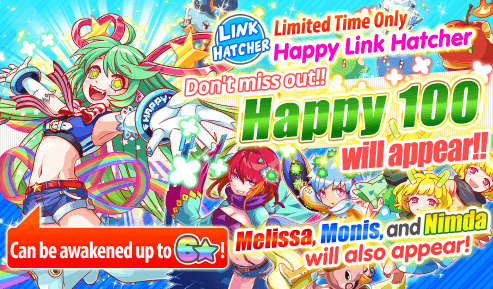 LINK
HATCHER
Limited Time Only
Happy Link Hatcher
Don't miss out!!
Happy 100
will appear!!
HAPPY
Can be awakened up to 6☆!
Melissa, Monis, and Nimda
will also appear!